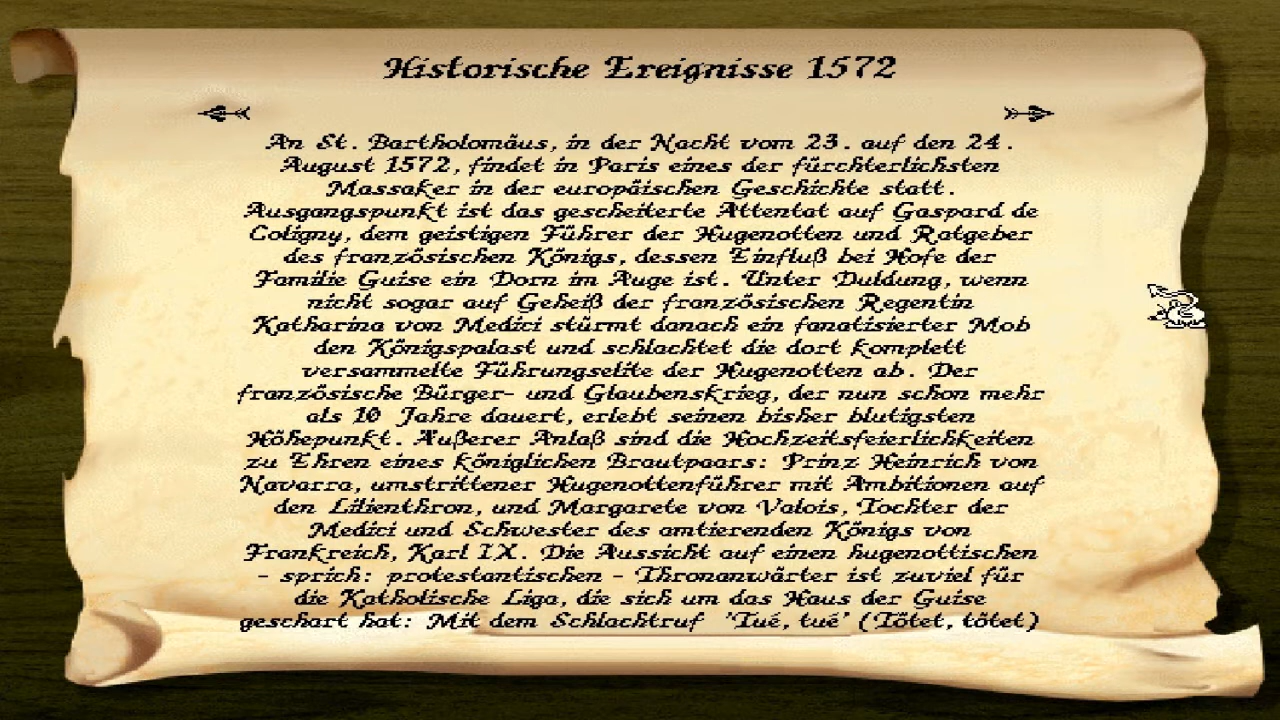 Historische Ereignisse 1572
An St. Bartholomäus, in der Nacht vom 23. auf den 24.
August 1572, findet in Paris eines der fürchterlichsten
Massaker in der europäischen Geschichte statt.
Ausgangspunkt ist das gescheiterte Attentat auf Gaspard de
Coligny, dem geistigen Führer der Hugenotten und Ratgeber
des französischen Königs, dessen Einfluß bei Hofe der
Familie Guise ein Dorn im Auge ist. Unter Duldung, wenn
nicht sogar auf Geheiß der französischen Regentin
Katharina von Medici stürmt danach ein fanatisierter Mob
den Königspalast und schlachtet die dort komplett
versammelte Führungselite der Hugenotten ab. Der
französische Bürger- und Glaubenskrieg, der nun schon mehr
als 10 Jahre dauert, erlebt seinen bisher blutigsten
Höhepunkt. Äußerer Anlaß sind die Hochzeitsfeierlichkeiten
zu Ehren eines königlichen Brautpaars: Prinz Heinrich von
Navarra, umstrittener Hugenottenführer mit Ambitionen auf
den Lilienthron, und Margarete von Valois, Tochter der
Medici und Schwester des amtierenden Königs von
Frankreich, Karl IX. Die Aussicht auf einen hugenottischen
- sprich: protestantischen - Thronanwärter ist zuviel für
die Katholische Liga, die sich um das Haus der Guise
geschart hat: Mit dem Schlachtruf 'Tué, tué' (Tötet, tötet)